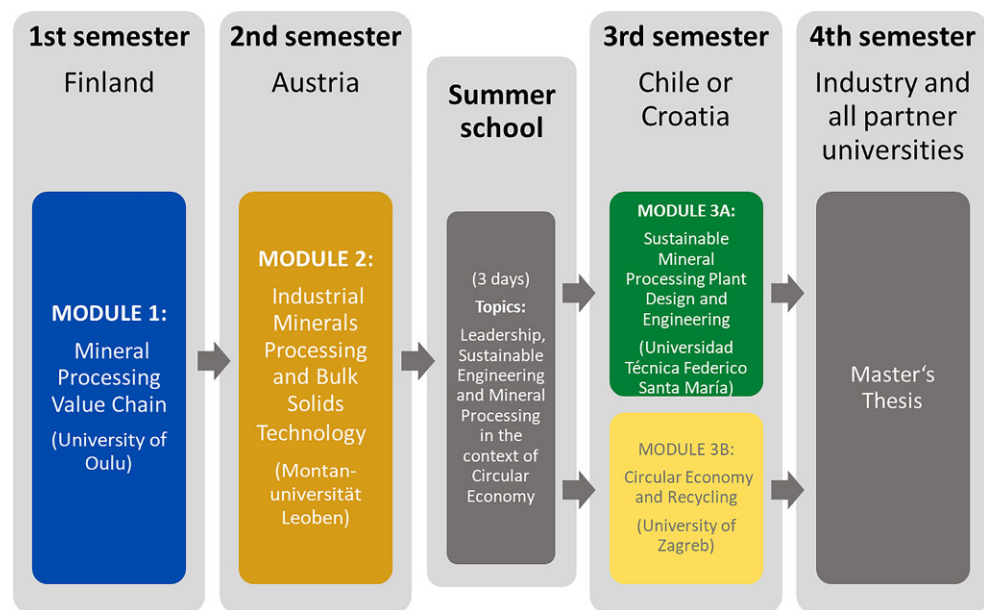 1st semester
Finland
MODULE 1:
Mineral
Processing
Value Chain
(University of
Oulu)
2nd semester
Austria
MODULE 2:
Industrial
Minerals
Processing
and Bulk
Solids
Technology
(Montan-
universität
Leoben)
Summer
school
(3 days)
Topics:
Leadership,
Sustainable
Engineering
and Mineral
Processing
in the
context of
Circular
Economy
3rd semester
Chile or
Croatia
MODULE 3A:
Sustainable
Mineral
Processing Plant
Design and
Engineering
(Universidad
Técnica Federico
Santa María)
MODULE 3B:
Circular Economy
and Recycling
(University of
Zagreb)
4th semester
Industry and
all partner
universities
Master‘s
Thesis